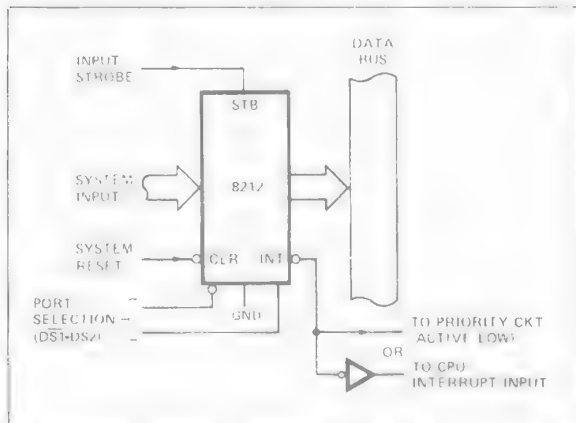 INPUT
STROBE
DATA
BUS
STB
SYSTEM
INPUT
8212
SYSTEM
RESET
CLR
INT
PORT
SELECTION
(DS1•DS2)
GND
TO PRIORITY CKT
ACTIVE LOW)
OR
TO CPU
INTERRUPT INPUT